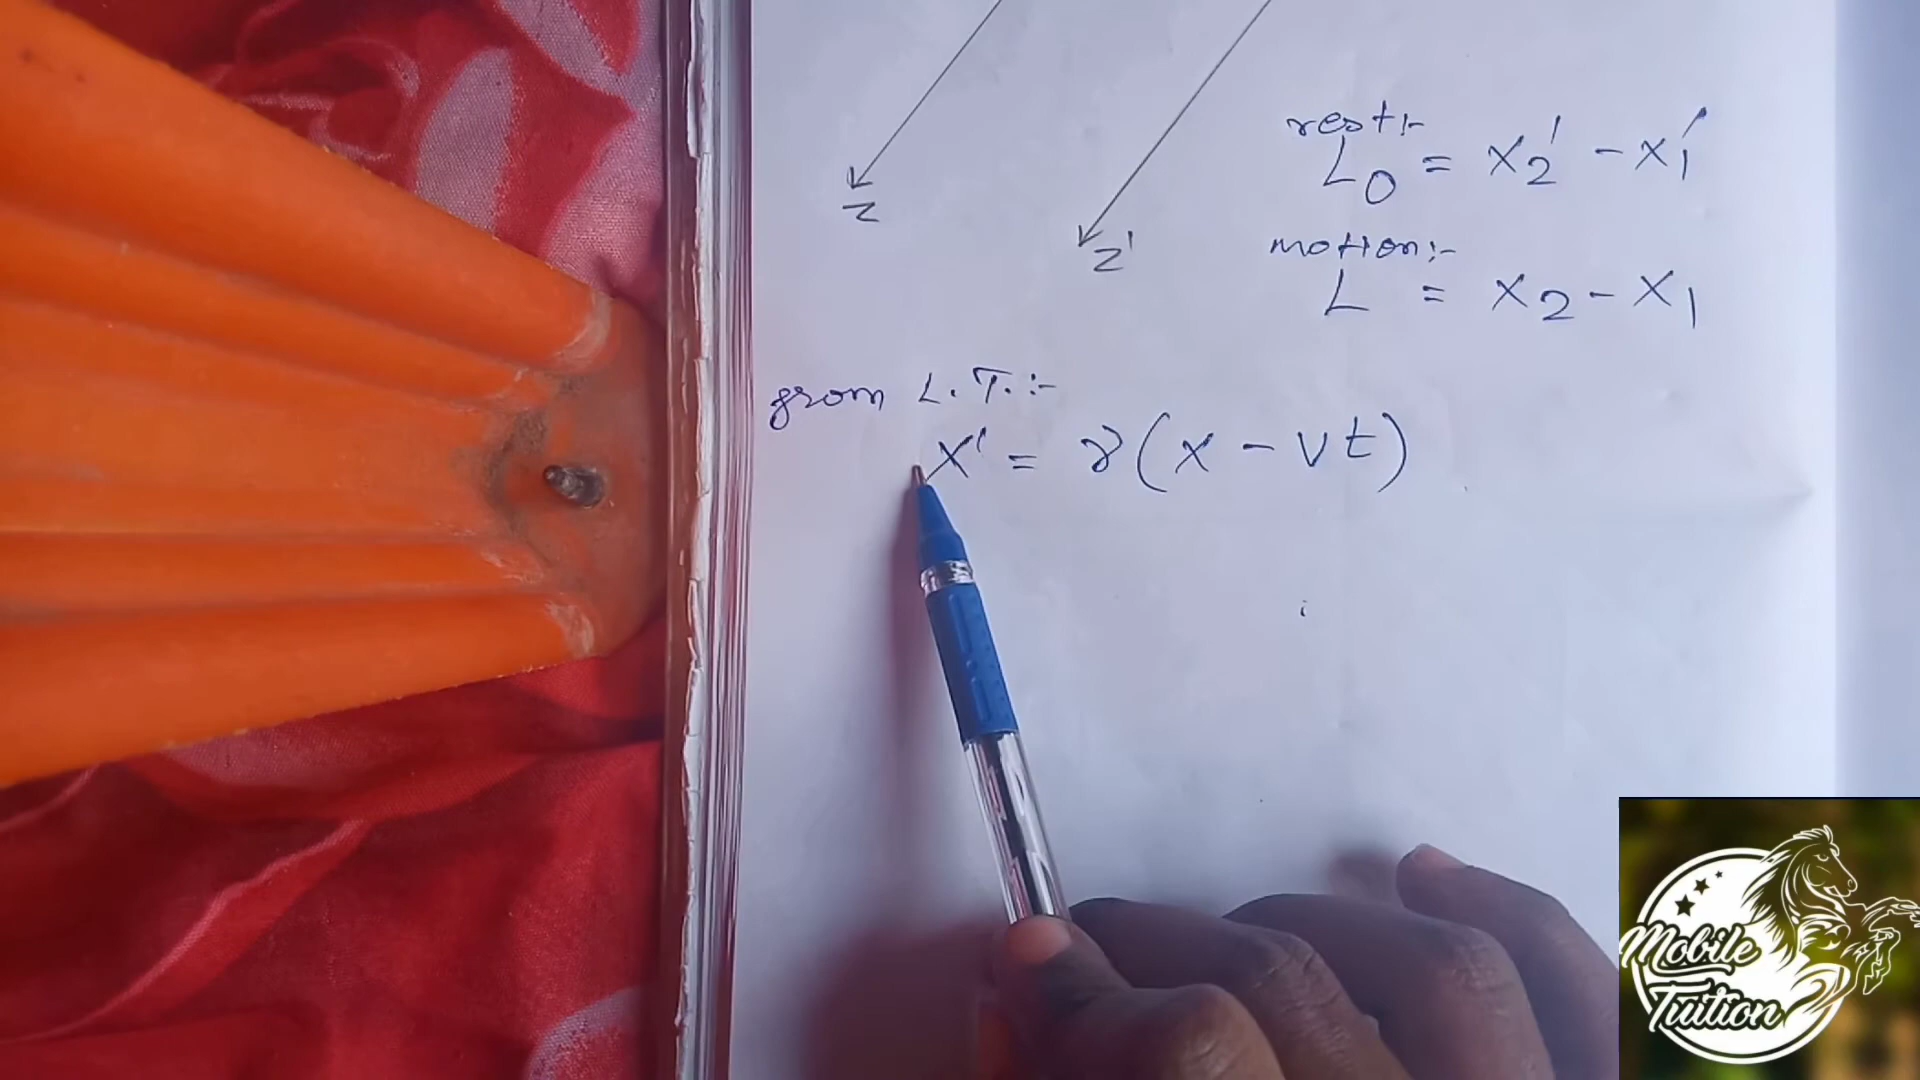 Z
Z'
rest:-
L₀ = x₂' - x₁'
motion:-
L = x₂ - x₁
from L.T.:-
x' = γ(x - vt)
Mobile
Tuition